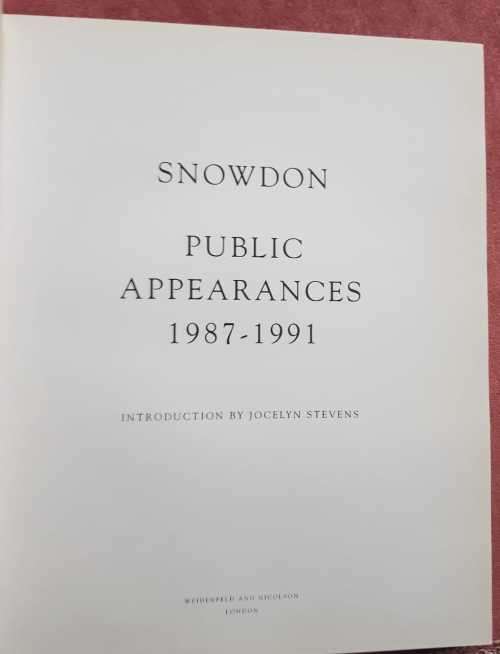 SNOWDON
PUBLIC
APPEARANCES
1987-1991
INTRODUCTION BY JOCELYN STEVENS
WEIDENFELD AND NICOLSON
LONDON